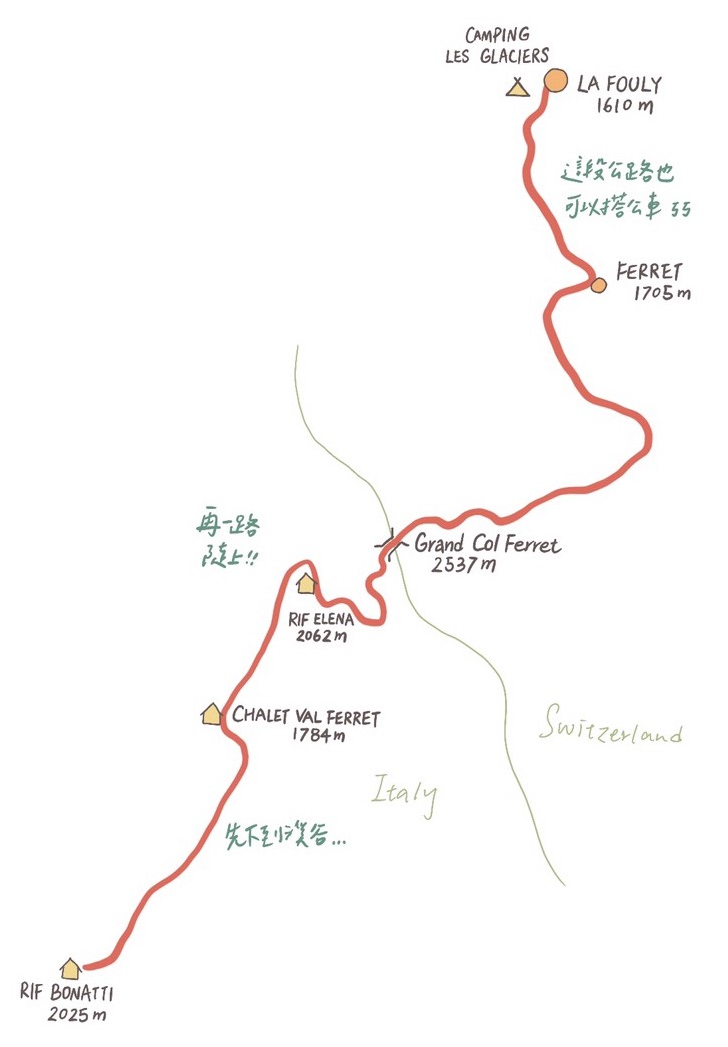 CAMPING
LES GLACIERS
LA FOULY
1610 m
這段公路也
可以搭公車
FERRET
1705 m
再一路
陡上!!
Grand Col Ferret
2537 m
RIF ELENA
2062 m
CHALET VAL FERRET
1784 m
Switzerland
Italy
先下到溪谷...
RIF BONATTI
2025 m